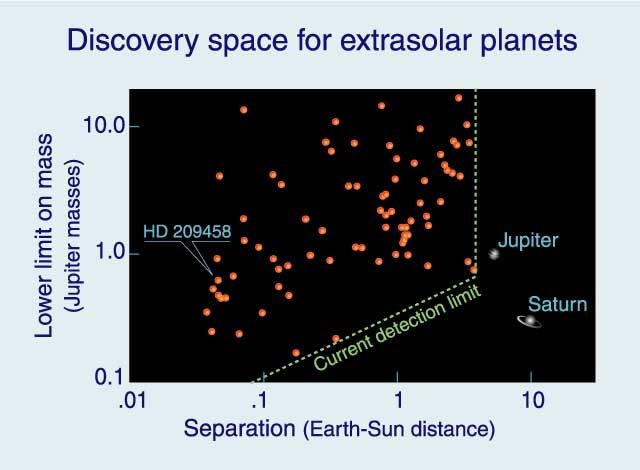 Discovery space for extrasolar planets
Lower limit on mass
(Jupiter masses)
10.0
1.0
0.1
HD 209458
Jupiter
Saturn
Current detection limit
.01
.1
1
10
Separation (Earth-Sun distance)